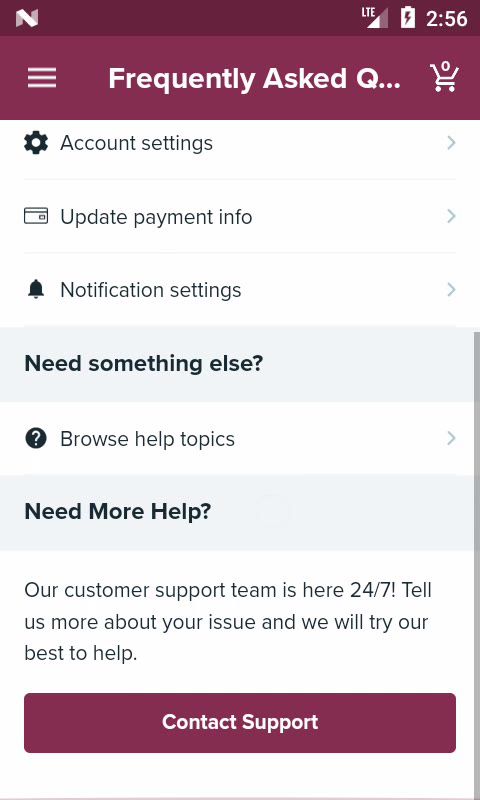 LTE 2:56
Frequently Asked Q... 0
Account settings
Update payment info
Notification settings
Need something else?
Browse help topics
Need More Help?
Our customer support team is here 24/7! Tell
us more about your issue and we will try our
best to help.
Contact Support